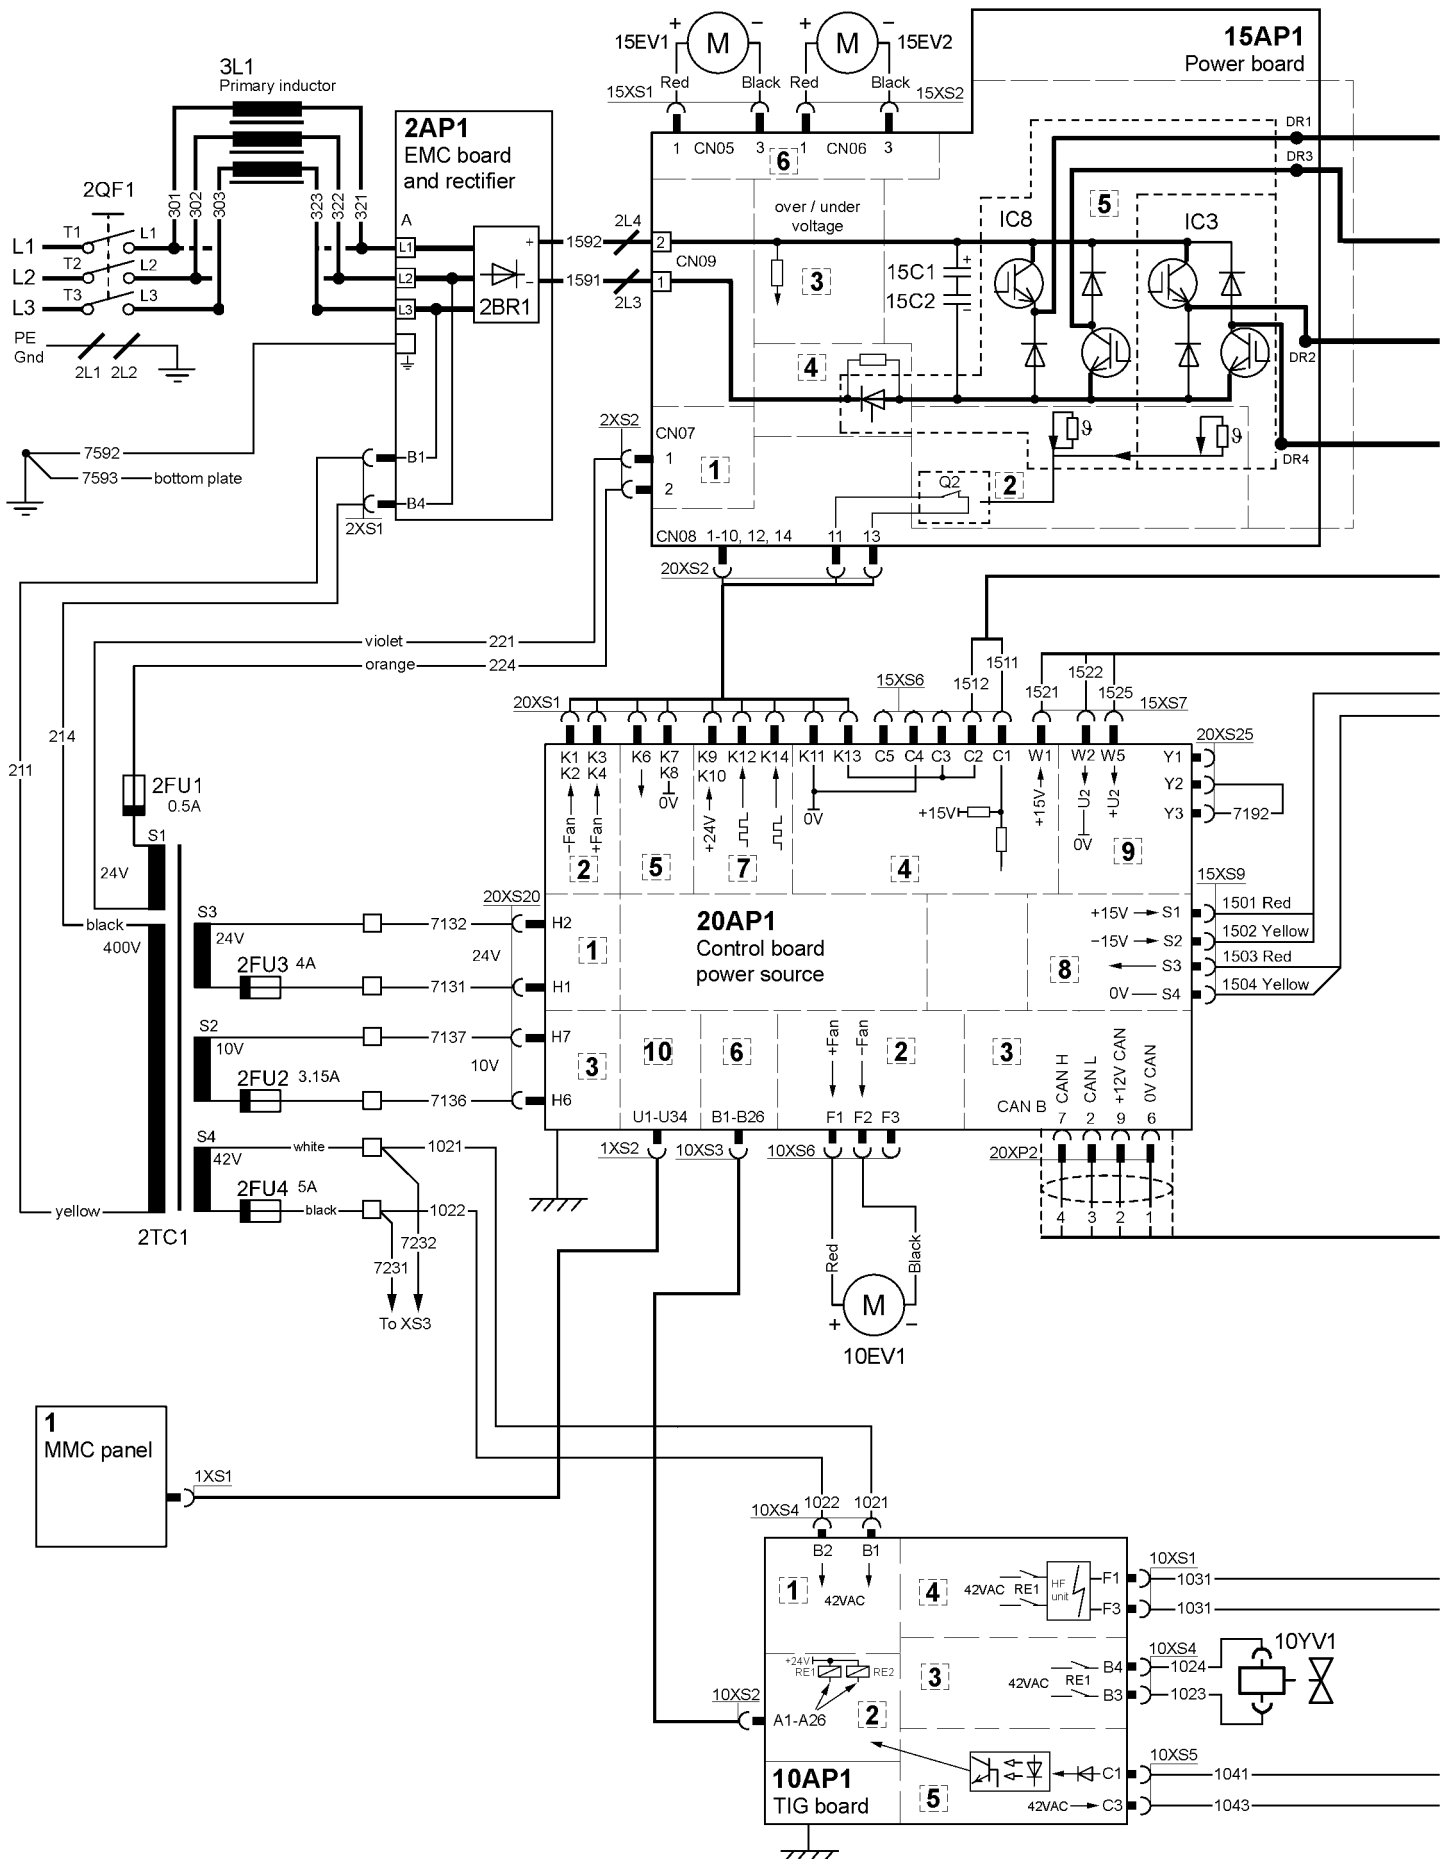 15AP1
Power board
15EV1
+
M
−
+
M
−
15EV2
Red
Black
Red
Black
15XS1
15XS2
1
CN05
3
1
CN06
3
6
3L1
Primary inductor
2AP1
EMC board
and rectifier
2QF1
301
302
303
323
322
321
A
T1
L1
T2
L2
T3
L3
L1
L2
L3
L1
L2
L3
PE
Gnd
2L1
2L2
2BR1
+
−
1592
2L4
1591
2L3
2
CN09
1
over / under
voltage
3
4
15C1
+
15C2
−
IC8
5
IC3
DR1
DR3
DR2
DR4
ϑ
ϑ
7592
7593
bottom plate
B1
B4
2XS1
2XS2
CN07
1
2
1
Q2
2
CN08
1-10, 12, 14
11
13
20XS2
violet
221
orange
224
214
211
2FU1
0.5A
S1
24V
black
400V
yellow
2TC1
S3
24V
2FU3
4A
7132
7131
S2
10V
2FU2
3.15A
7137
7136
S4
42V
white
1021
2FU4
5A
black
1022
7232
7231
To XS3
20XS20
24V
10V
20XS1
15XS6
1512
1511
1521
1522
1525
15XS7
20XS25
K1
K2
K3
K4
K6
K7
K8
0V
K9
K10
K12
K14
K11
K13
C5
C4
C3
C2
C1
W1
W2
W5
Y1
Y2
Y3
7192
−Fan
+Fan
+24V
0V
+15V
+15V
U2
0V
+U2
2
5
7
4
9
20AP1
Control board
power source
H2
1
H1
H7
3
H6
15XS9
+15V
S1
1501 Red
−15V
S2
1502 Yellow
8
S3
1503 Red
0V
S4
1504 Yellow
10
6
+Fan
−Fan
2
3
CAN H
CAN L
+12V CAN
0V CAN
CAN B
U1-U34
B1-B26
F1
F2
F3
7
2
9
6
1XS2
10XS3
10XS6
20XP2
4
3
2
1
Red
Black
M
+
−
10EV1
1
MMC panel
1XS1
10XS4
1022
1021
B2
B1
1
42VAC
4
42VAC
RE1
HF
unit
F1
F3
10XS1
1031
1031
+24V
RE1
RE2
10XS2
A1-A26
2
3
42VAC
RE1
B4
B3
10XS4
1024
1023
10YV1
10AP1
TIG board
5
C1
42VAC
C3
10XS5
1041
1043